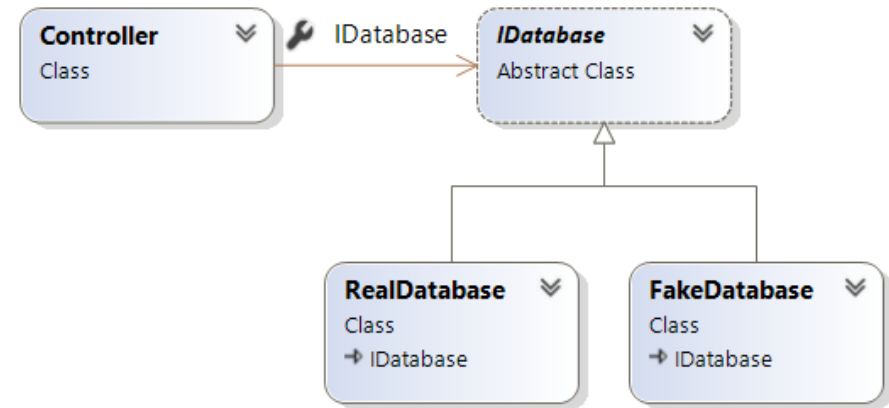 Controller
Class
IDatabase
IDatabase
Abstract Class
RealDatabase
Class
IDatabase
FakeDatabase
Class
IDatabase